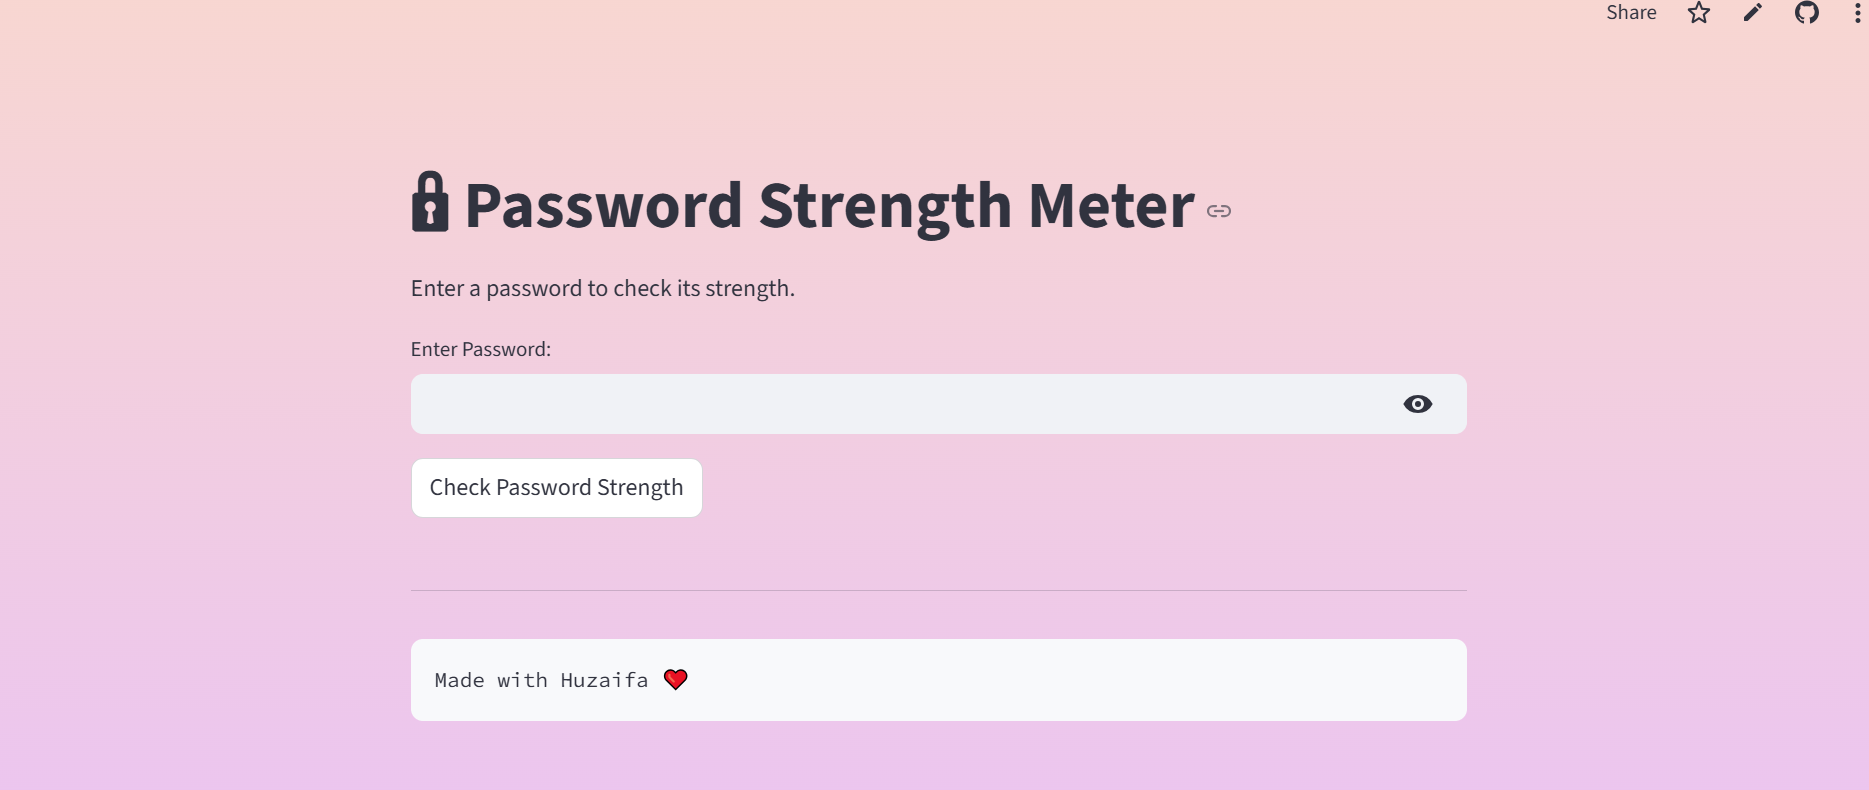 Share
Password Strength Meter
Enter a password to check its strength.
Enter Password:
Check Password Strength
Made with Huzaifa ❤️